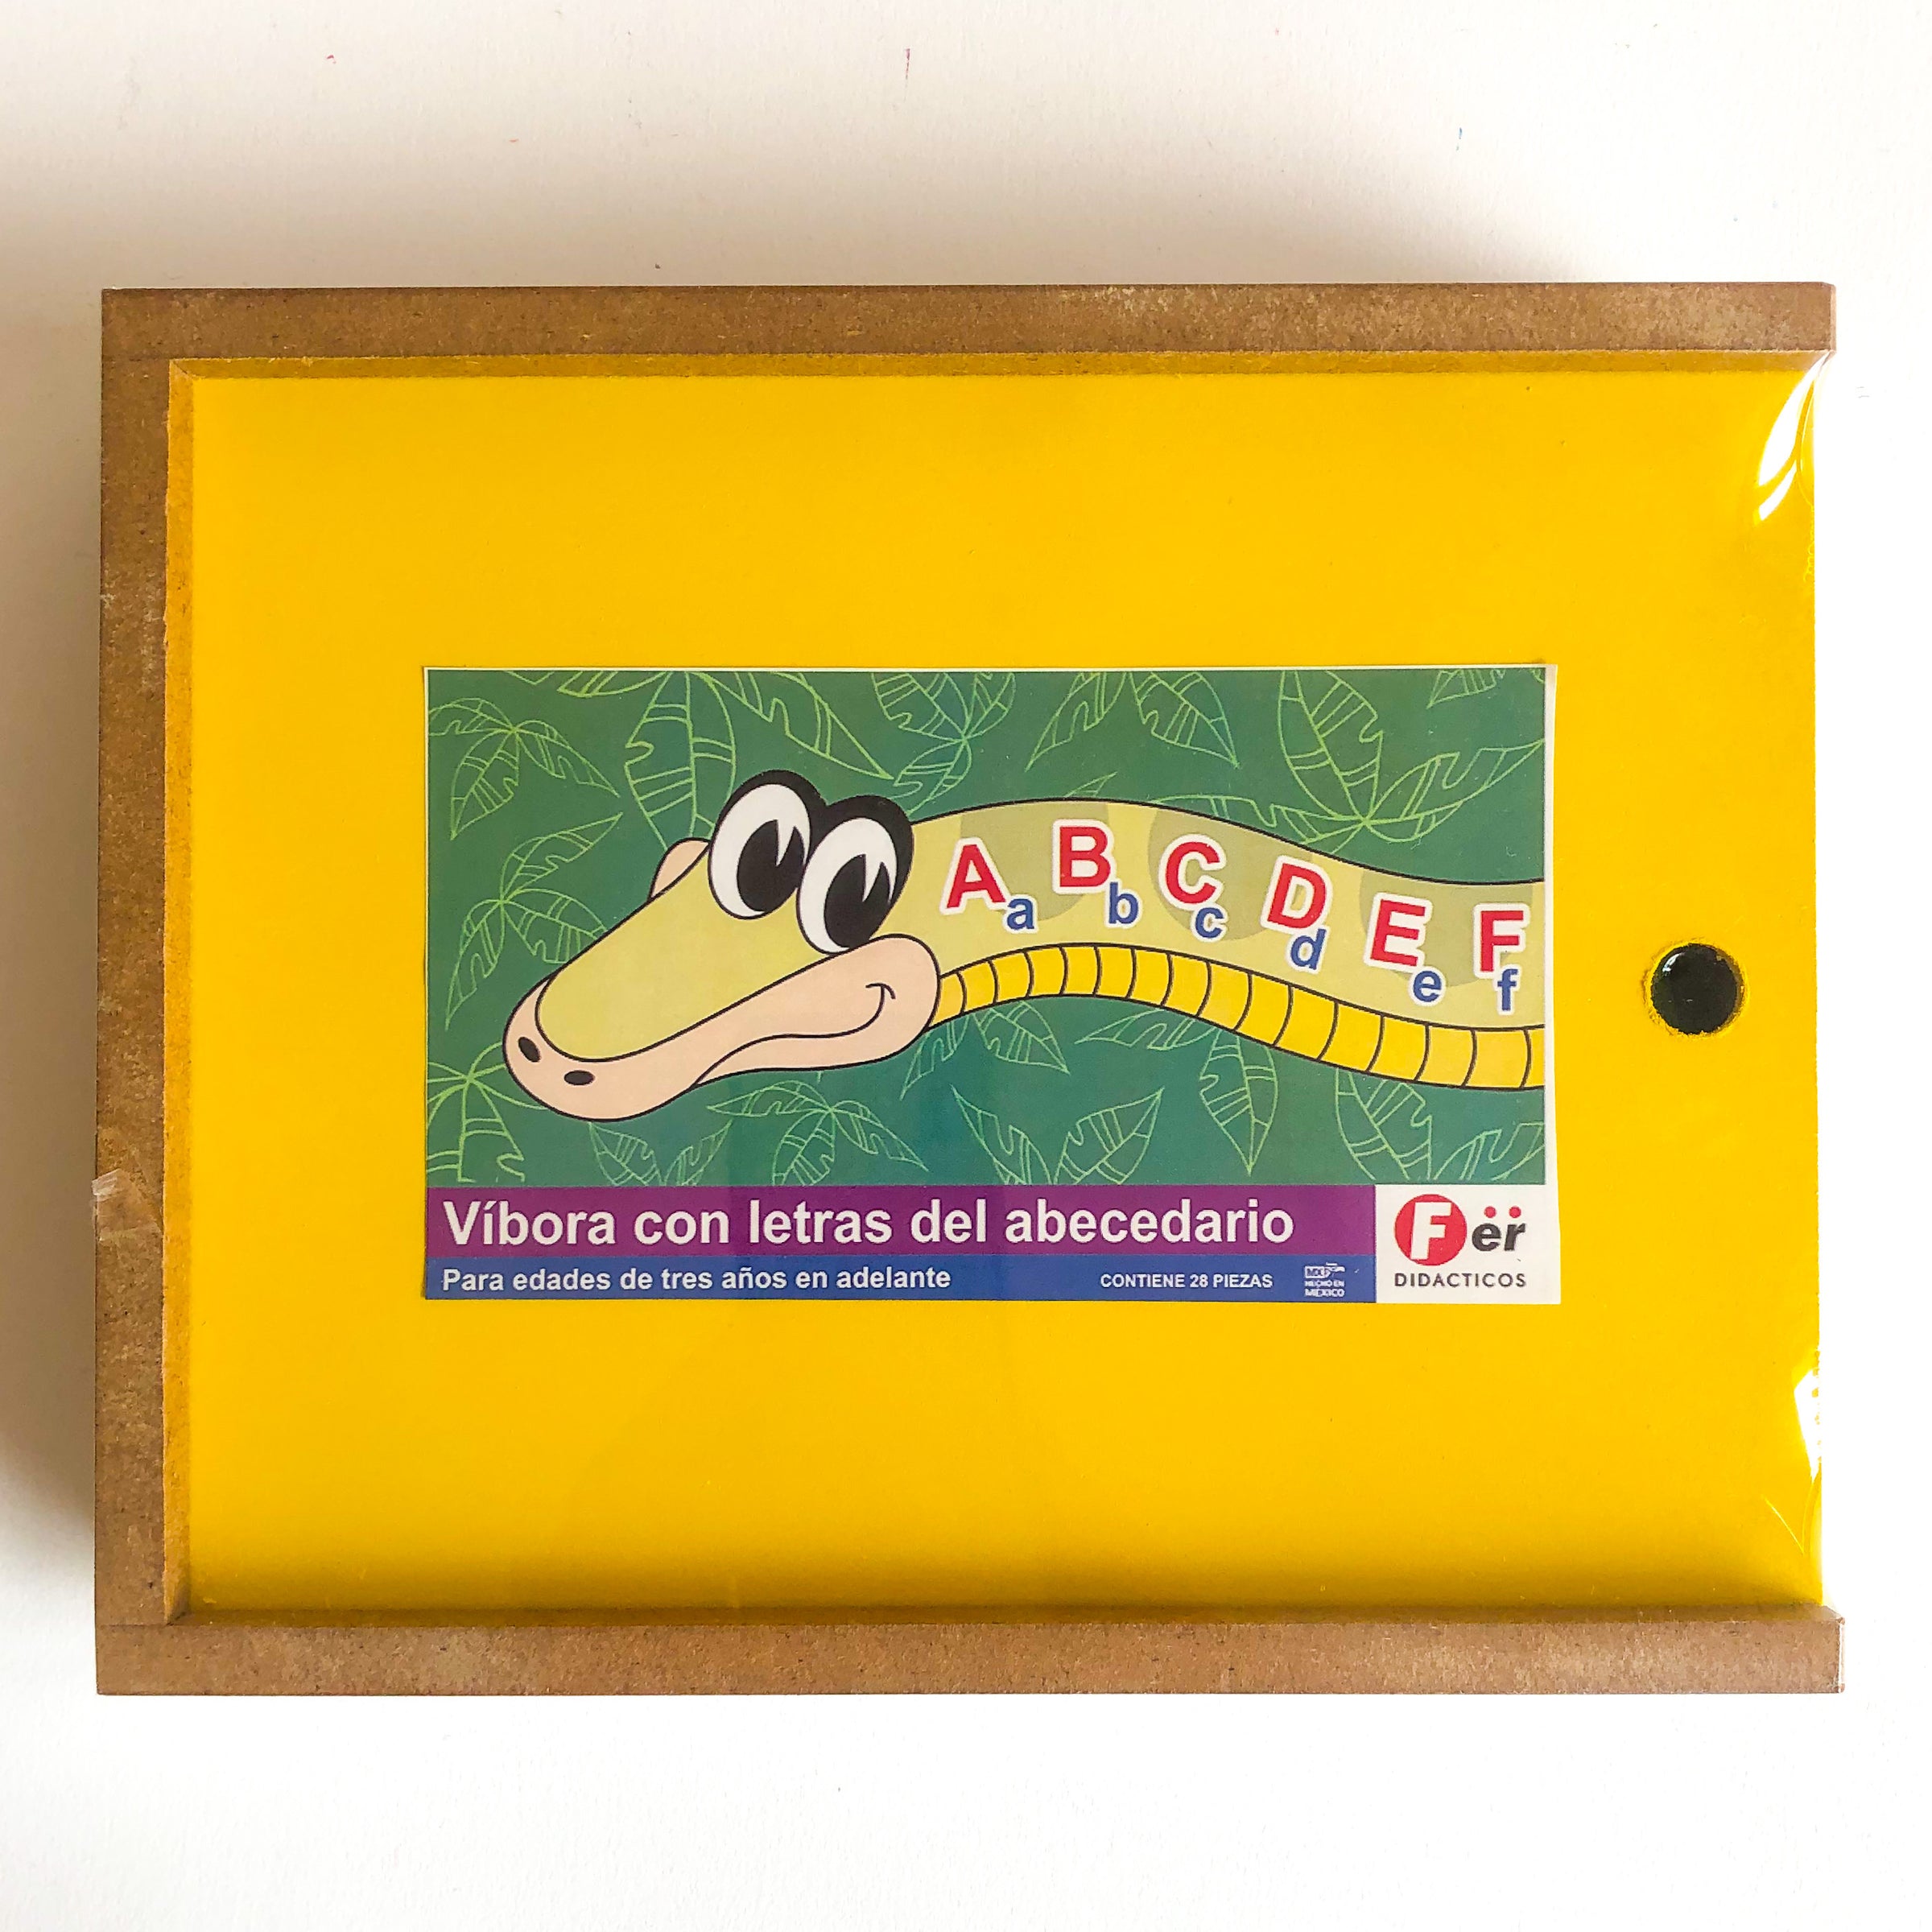 A a B b C c D d E e F f
Víbora con letras del abecedario
Para edades de tres años en adelante
CONTIENE 28 PIEZAS
HECHO EN
MÉXICO
Fër
DIDACTICOS